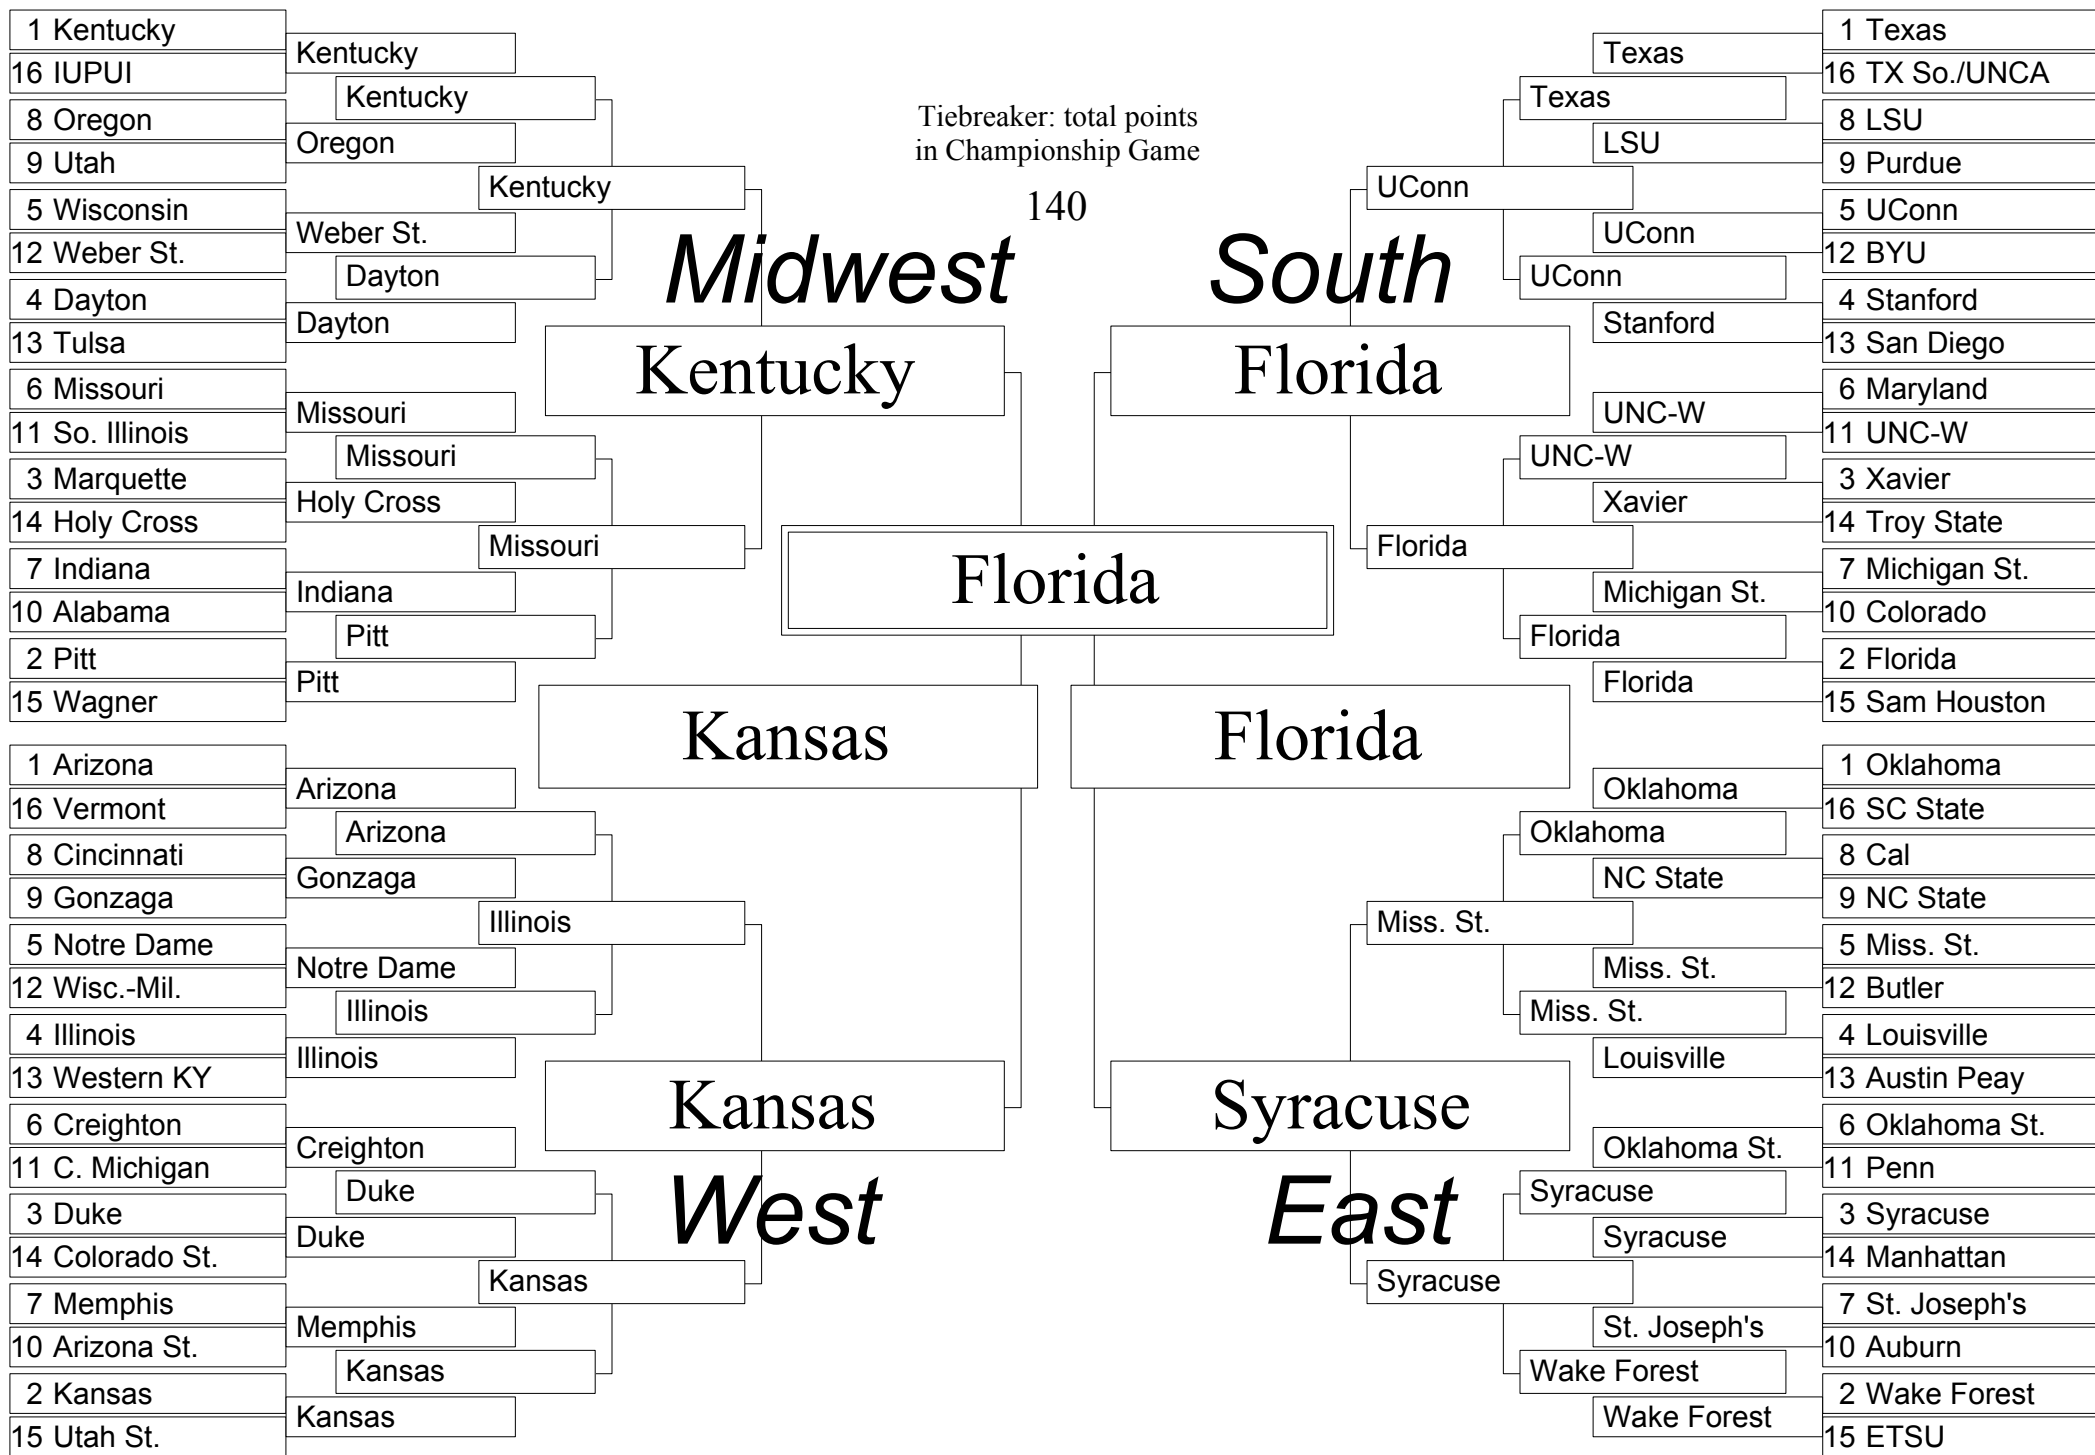 1 Kentucky
16 IUPUI
8 Oregon
9 Utah
5 Wisconsin
12 Weber St.
4 Dayton
13 Tulsa
6 Missouri
11 So. Illinois
3 Marquette
14 Holy Cross
7 Indiana
10 Alabama
2 Pitt
15 Wagner
Kentucky
Oregon
Weber St.
Dayton
Missouri
Holy Cross
Indiana
Pitt
Kentucky
Dayton
Missouri
Pitt
Kentucky
Missouri
Midwest
Kentucky
1 Arizona
16 Vermont
8 Cincinnati
9 Gonzaga
5 Notre Dame
12 Wisc.-Mil.
4 Illinois
13 Western KY
6 Creighton
11 C. Michigan
3 Duke
14 Colorado St.
7 Memphis
10 Arizona St.
2 Kansas
15 Utah St.
Arizona
Gonzaga
Notre Dame
Illinois
Creighton
Duke
Memphis
Kansas
Arizona
Illinois
Duke
Kansas
Illinois
Kansas
Kansas
West
Tiebreaker: total points
in Championship Game
140
Florida
Kansas
Florida
South
Florida
UConn
Florida
Texas
UConn
UNC-W
Florida
Texas
LSU
UConn
Stanford
UNC-W
Xavier
Michigan St.
Florida
1 Texas
16 TX So./UNCA
8 LSU
9 Purdue
5 UConn
12 BYU
4 Stanford
13 San Diego
6 Maryland
11 UNC-W
3 Xavier
14 Troy State
7 Michigan St.
10 Colorado
2 Florida
15 Sam Houston
Syracuse
East
Miss. St.
Syracuse
Oklahoma
Miss. St.
Syracuse
Wake Forest
Oklahoma
NC State
Miss. St.
Louisville
Oklahoma St.
Syracuse
St. Joseph's
Wake Forest
1 Oklahoma
16 SC State
8 Cal
9 NC State
5 Miss. St.
12 Butler
4 Louisville
13 Austin Peay
6 Oklahoma St.
11 Penn
3 Syracuse
14 Manhattan
7 St. Joseph's
10 Auburn
2 Wake Forest
15 ETSU